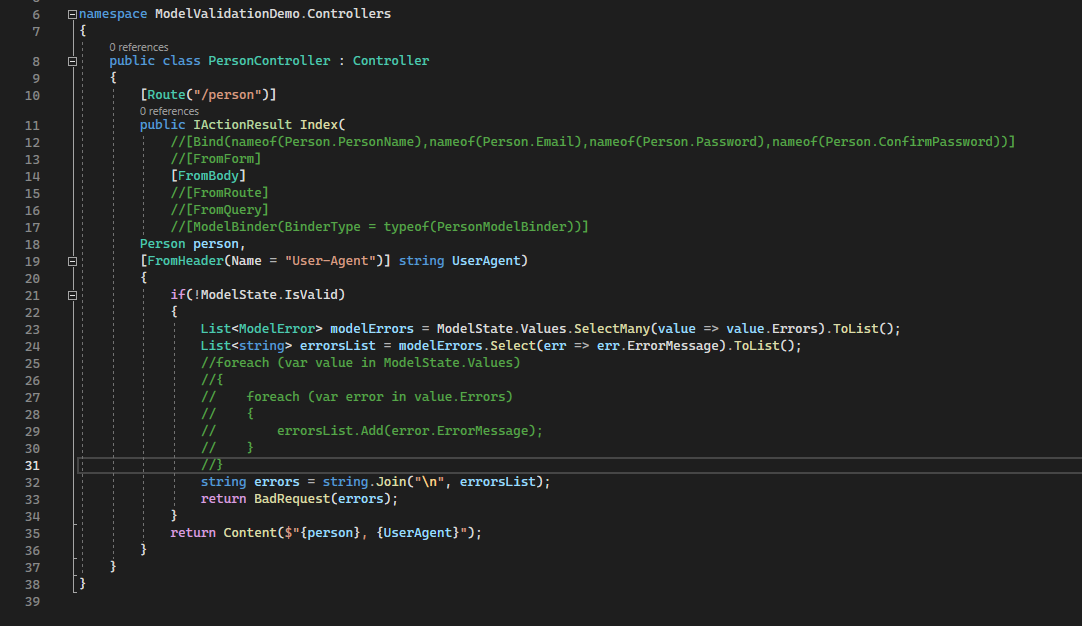 6 namespace ModelValidationDemo.Controllers
7 {
0 references
8 public class PersonController : Controller
9 {
10 [Route("/person")]
0 references
11 public IActionResult Index(
12 //[Bind(nameof(Person.PersonName),nameof(Person.Email),nameof(Person.Password),nameof(Person.ConfirmPassword))]
13 //[FromForm]
14 [FromBody]
15 //[FromRoute]
16 //[FromQuery]
17 //[ModelBinder(BinderType = typeof(PersonModelBinder))]
18 Person person,
19 [FromHeader(Name = "User-Agent")] string UserAgent)
20 {
21 if(!ModelState.IsValid)
22 {
23 List<ModelError> modelErrors = ModelState.Values.SelectMany(value => value.Errors).ToList();
24 List<string> errorsList = modelErrors.Select(err => err.ErrorMessage).ToList();
25 //foreach (var value in ModelState.Values)
26 //{
27 // foreach (var error in value.Errors)
28 // {
29 // errorsList.Add(error.ErrorMessage);
30 // }
31 //}
32 string errors = string.Join("\n", errorsList);
33 return BadRequest(errors);
34 }
35 return Content($"{person}, {UserAgent}");
36 }
37 }
38 }
39